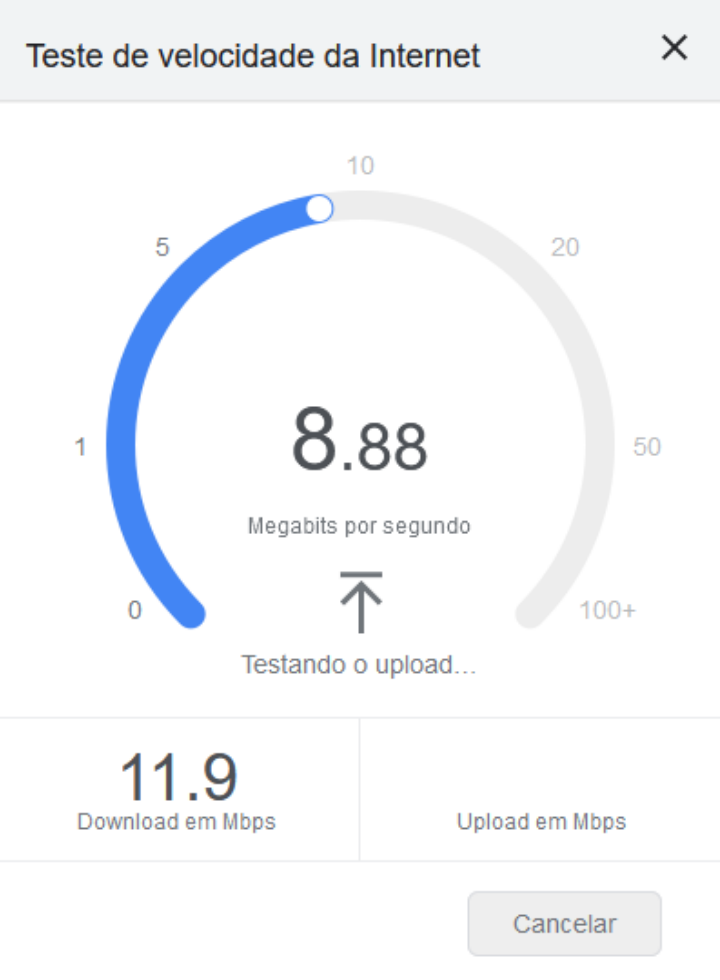 Teste de velocidade da Internet
10
5
20
1
50
8.88
Megabits por segundo
0
100+
Testando o upload...
11.9
Download em Mbps
Upload em Mbps
Cancelar